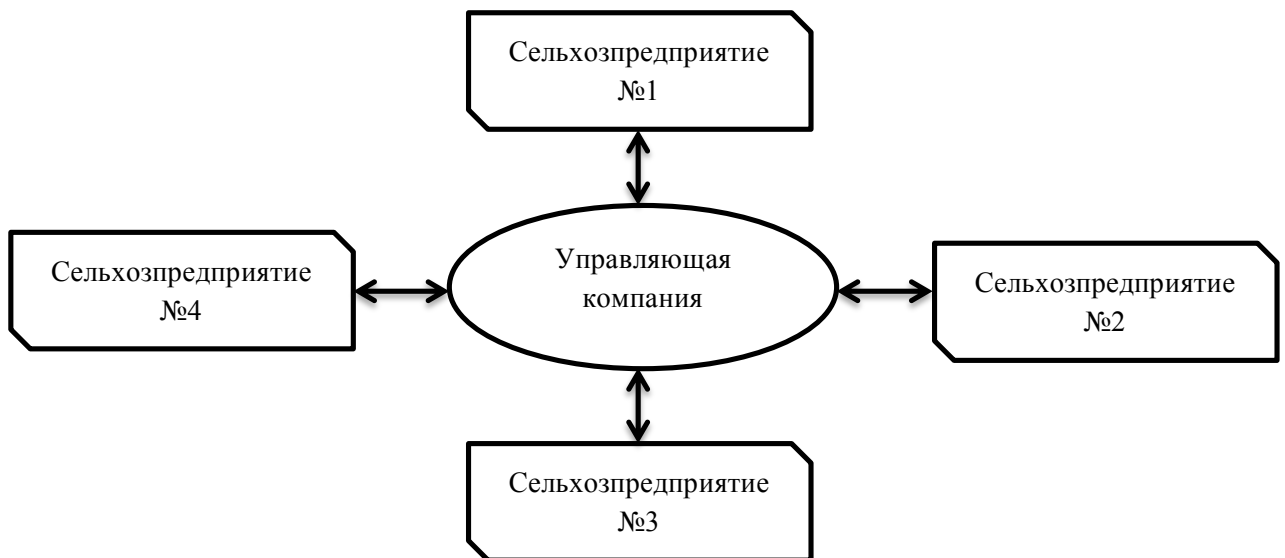 Сельхозпредприятие
№1
Управляющая
компания
Сельхозпредприятие
№4
Сельхозпредприятие
№2
Сельхозпредприятие
№3